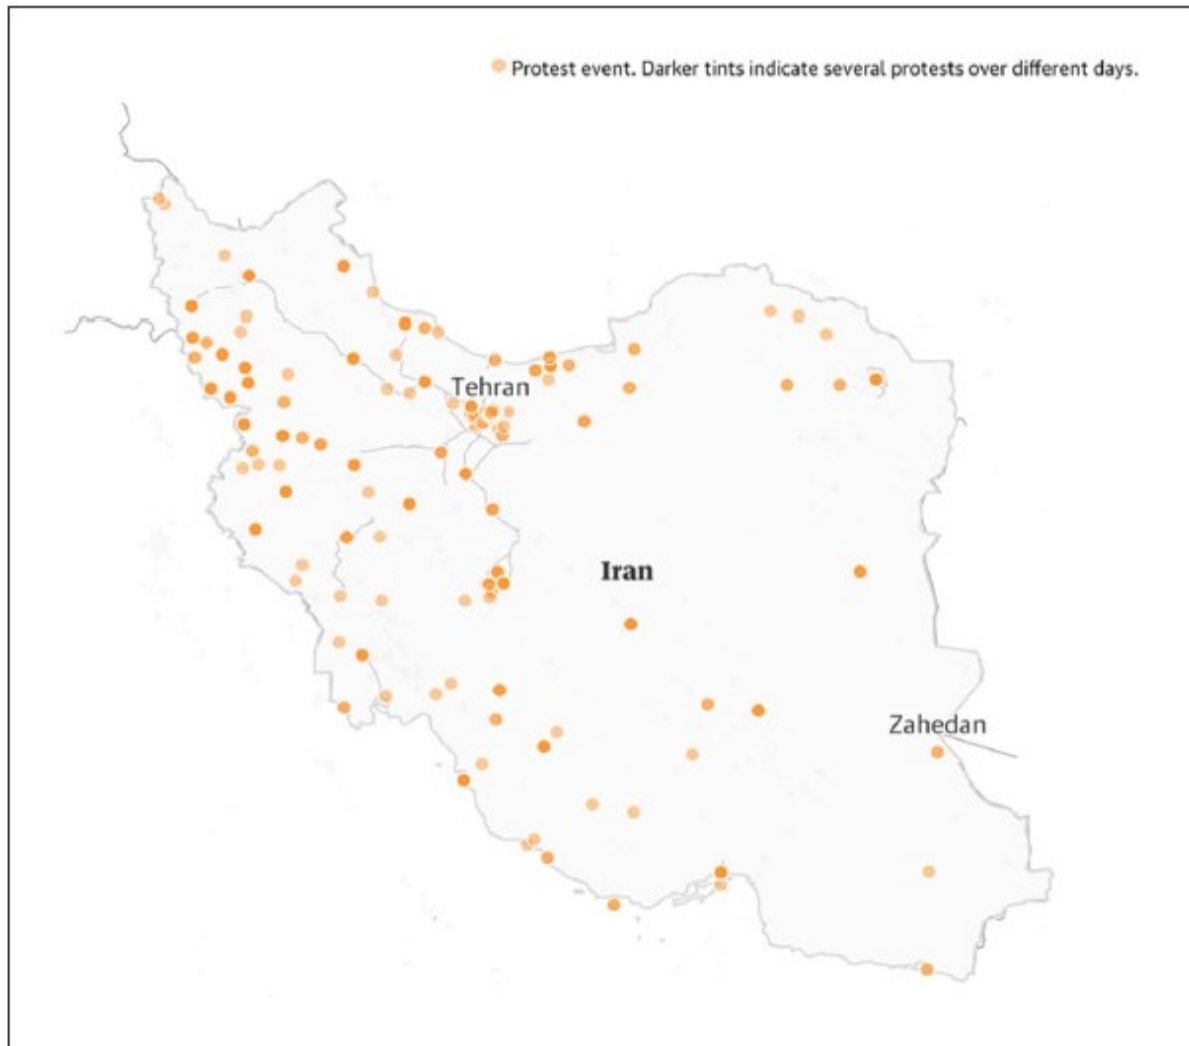 Protest event. Darker tints indicate several protests over different days.
Tehran
Iran
Zahedan